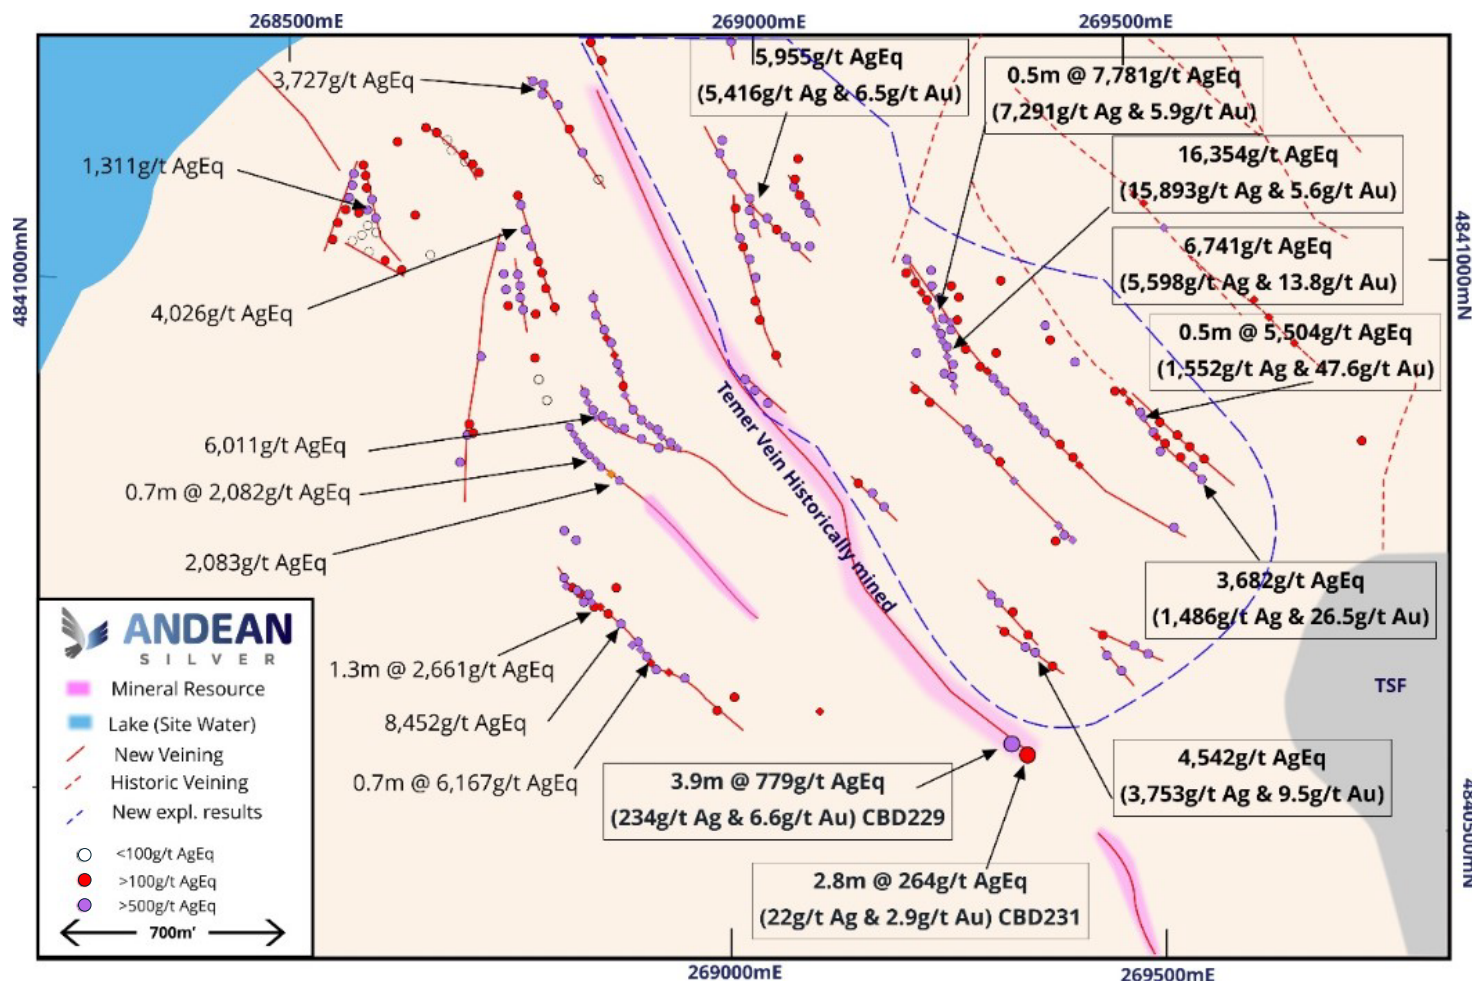 268500mE
269000mE
269500mE
3,727g/t AgEq
5,955g/t AgEq
(5,416g/t Ag & 6.5g/t Au)
0.5m @ 7,781g/t AgEq
(7,291g/t Ag & 5.9g/t Au)
1,311g/t AgEq
16,354g/t AgEq
(15,893g/t Ag & 5.6g/t Au)
6,741g/t AgEq
(5,598g/t Ag & 13.8g/t Au)
4841000mN
4841000mN
4,026g/t AgEq
0.5m @ 5,504g/t AgEq
(1,552g/t Ag & 47.6g/t Au)
6,011g/t AgEq
0.7m @ 2,082g/t AgEq
2,083g/t AgEq
Temer Vein Historically mined
3,682g/t AgEq
(1,486g/t Ag & 26.5g/t Au)
ANDEAN
SILVER
Mineral Resource
Lake (Site Water)
New Veining
Historic Veining
New expl. results
<100g/t AgEq
>100g/t AgEq
>500g/t AgEq
700m'
1.3m @ 2,661g/t AgEq
8,452g/t AgEq
0.7m @ 6,167g/t AgEq
TSF
3.9m @ 779g/t AgEq
(234g/t Ag & 6.6g/t Au) CBD229
4,542g/t AgEq
(3,753g/t Ag & 9.5g/t Au)
4840500mN
2.8m @ 264g/t AgEq
(22g/t Ag & 2.9g/t Au) CBD231
269000mE
269500mE